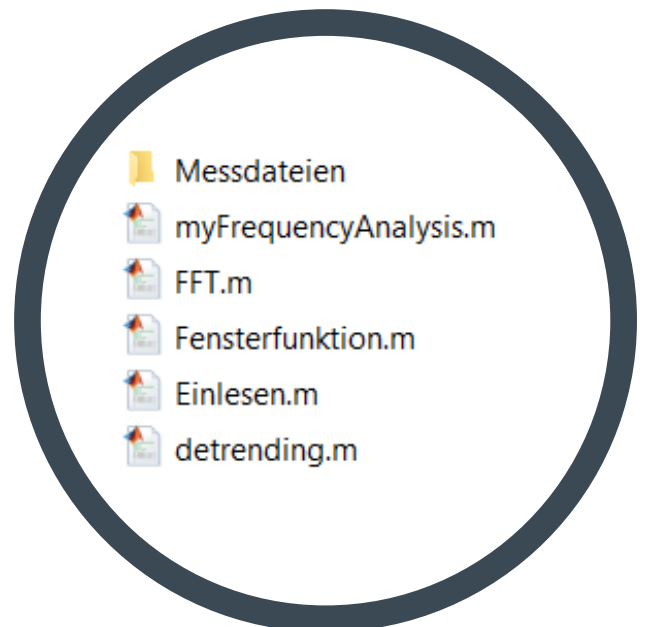 Messdateien
myFrequencyAnalysis.m
FFT.m
Fensterfunktion.m
Einlesen.m
detrending.m